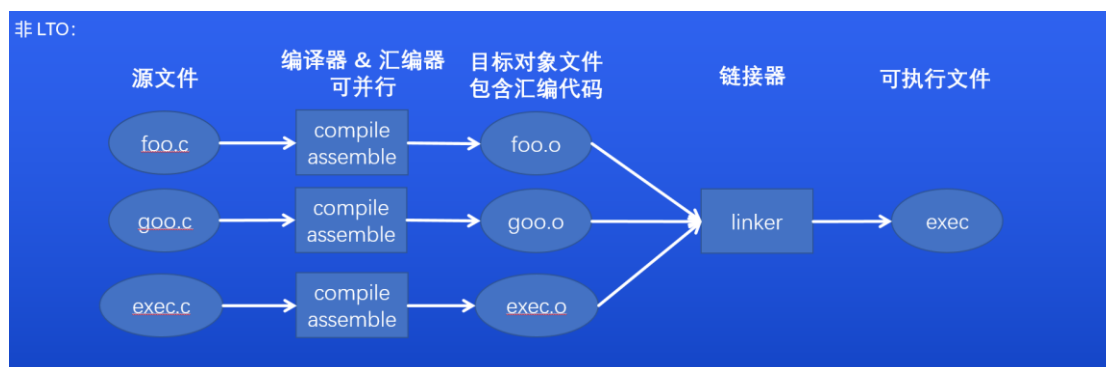 非 LTO:
源文件
编译器 & 汇编器
可并行
目标对象文件
包含汇编代码
链接器
可执行文件
foo.c
compile
assemble
foo.o
goo.c
compile
assemble
goo.o
linker
exec
exec.c
compile
assemble
exec.o